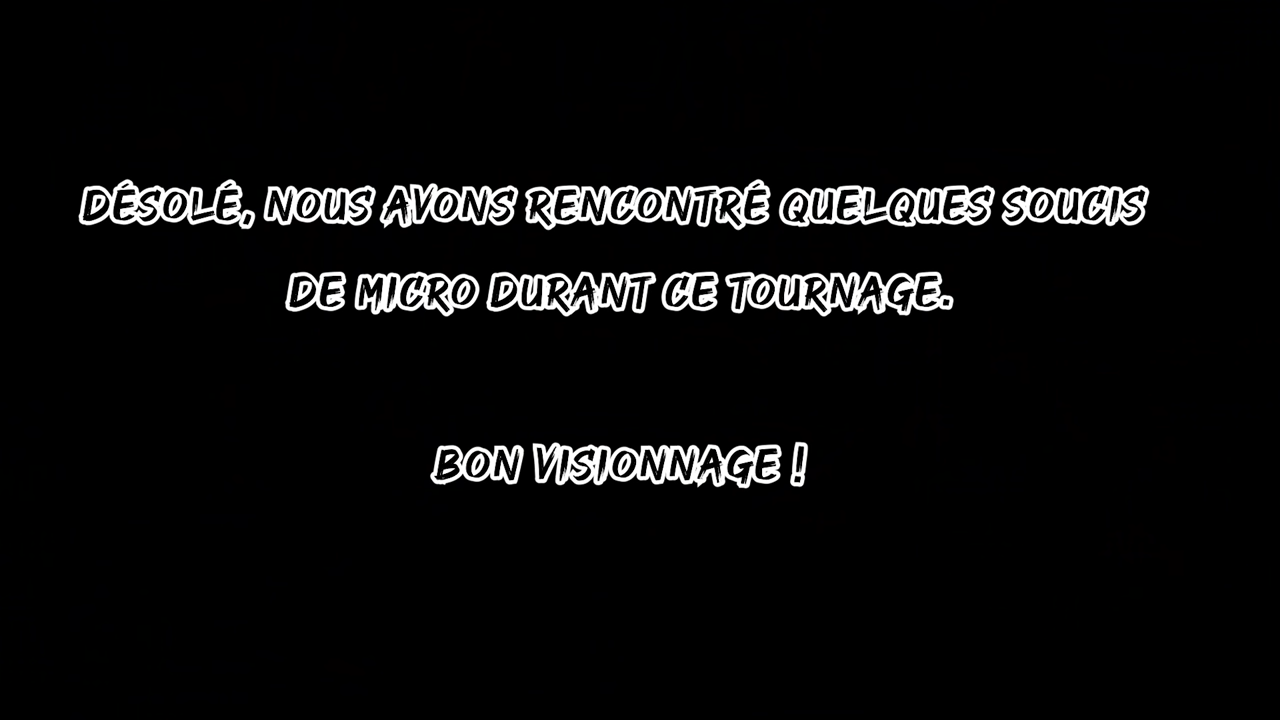 DÉSOLÉ, NOUS AVONS RENCONTRÉ QUELQUES SOUCIS
DE MICRO DURANT CE TOURNAGE.
BON VISIONNAGE !